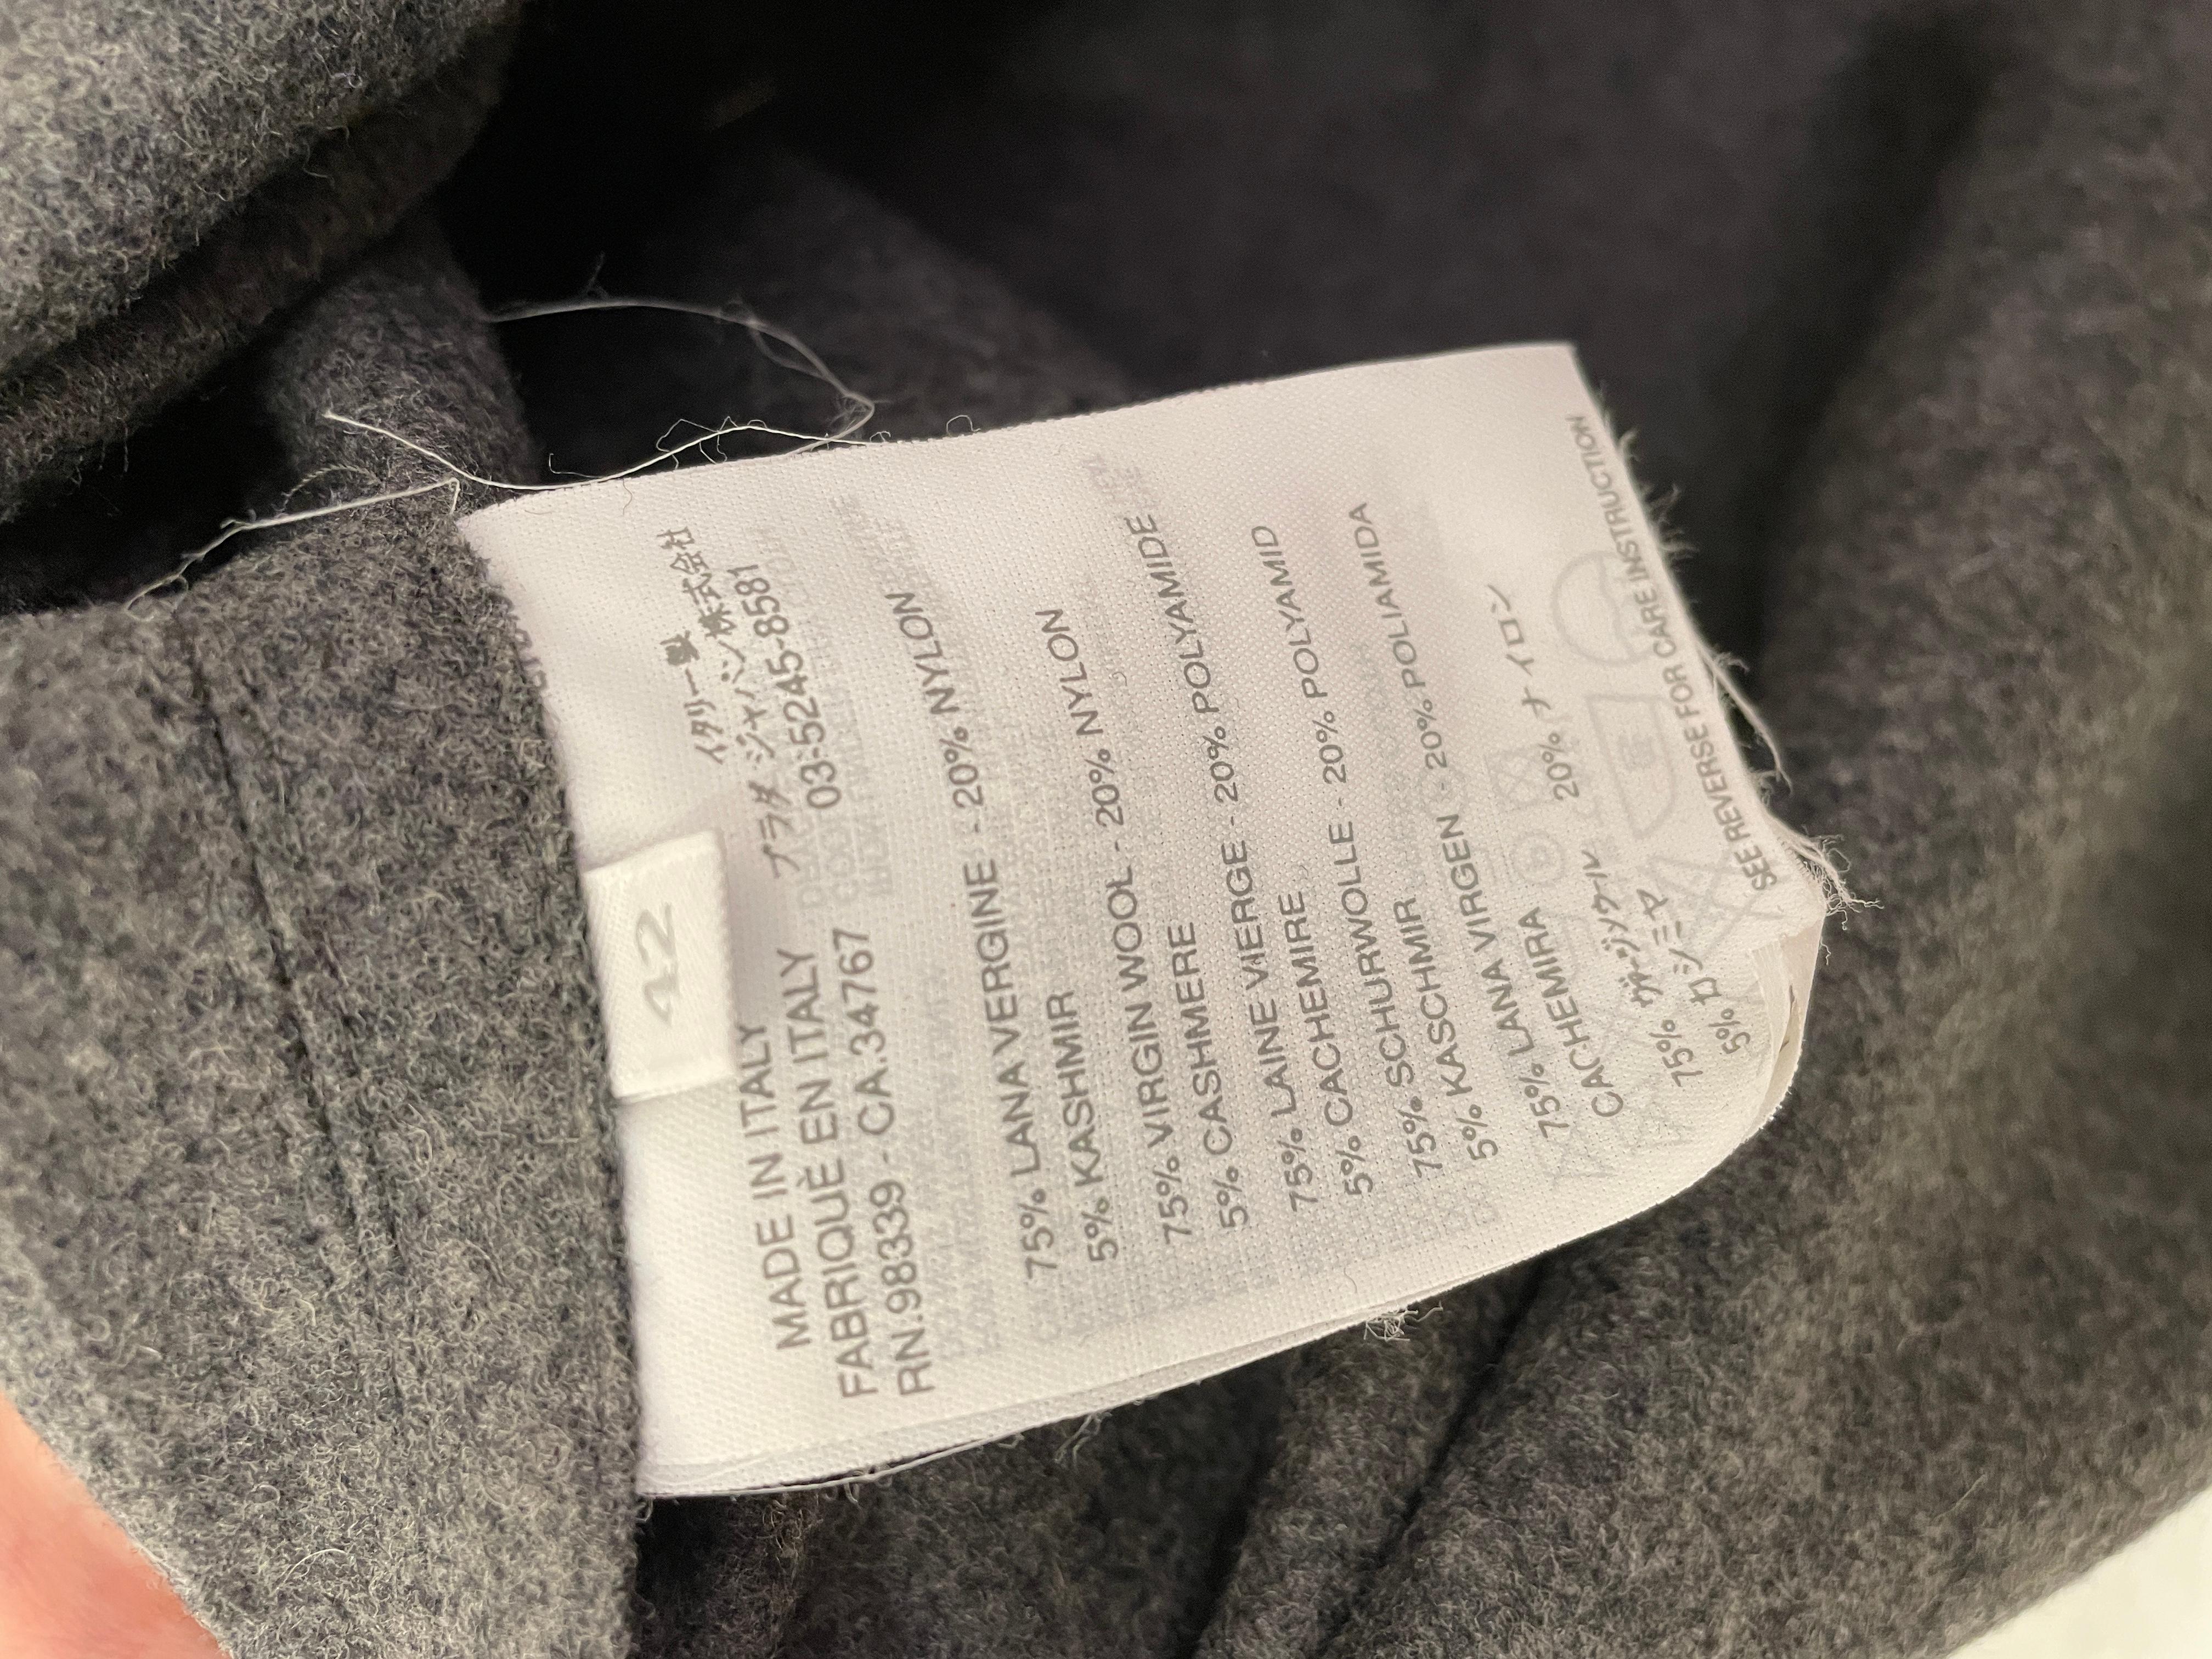 イタリー製
プラダ ジャパン株式会社
03-5245-8581
42
MADE IN ITALY
FABRIQUÈ EN ITALY
RN.98339 - CA.34767
75% LANA VERGINE - 20% NYLON
5% KASHMIR
75% VIRGIN WOOL - 20% NYLON
5% CASHMERE
75% LAINE VIERGE - 20% POLYAMIDE
5% CACHEMIRE
75% SCHURWOLLE - 20% POLYAMID
5% KASCHMIR
75% LANA VIRGEN - 20% POLIAMIDA
CACHEMIRA
75% ヴァージンウール 20% ナイロン
5% カシミヤ
SEE REVERSE FOR CARE INSTRUCTION